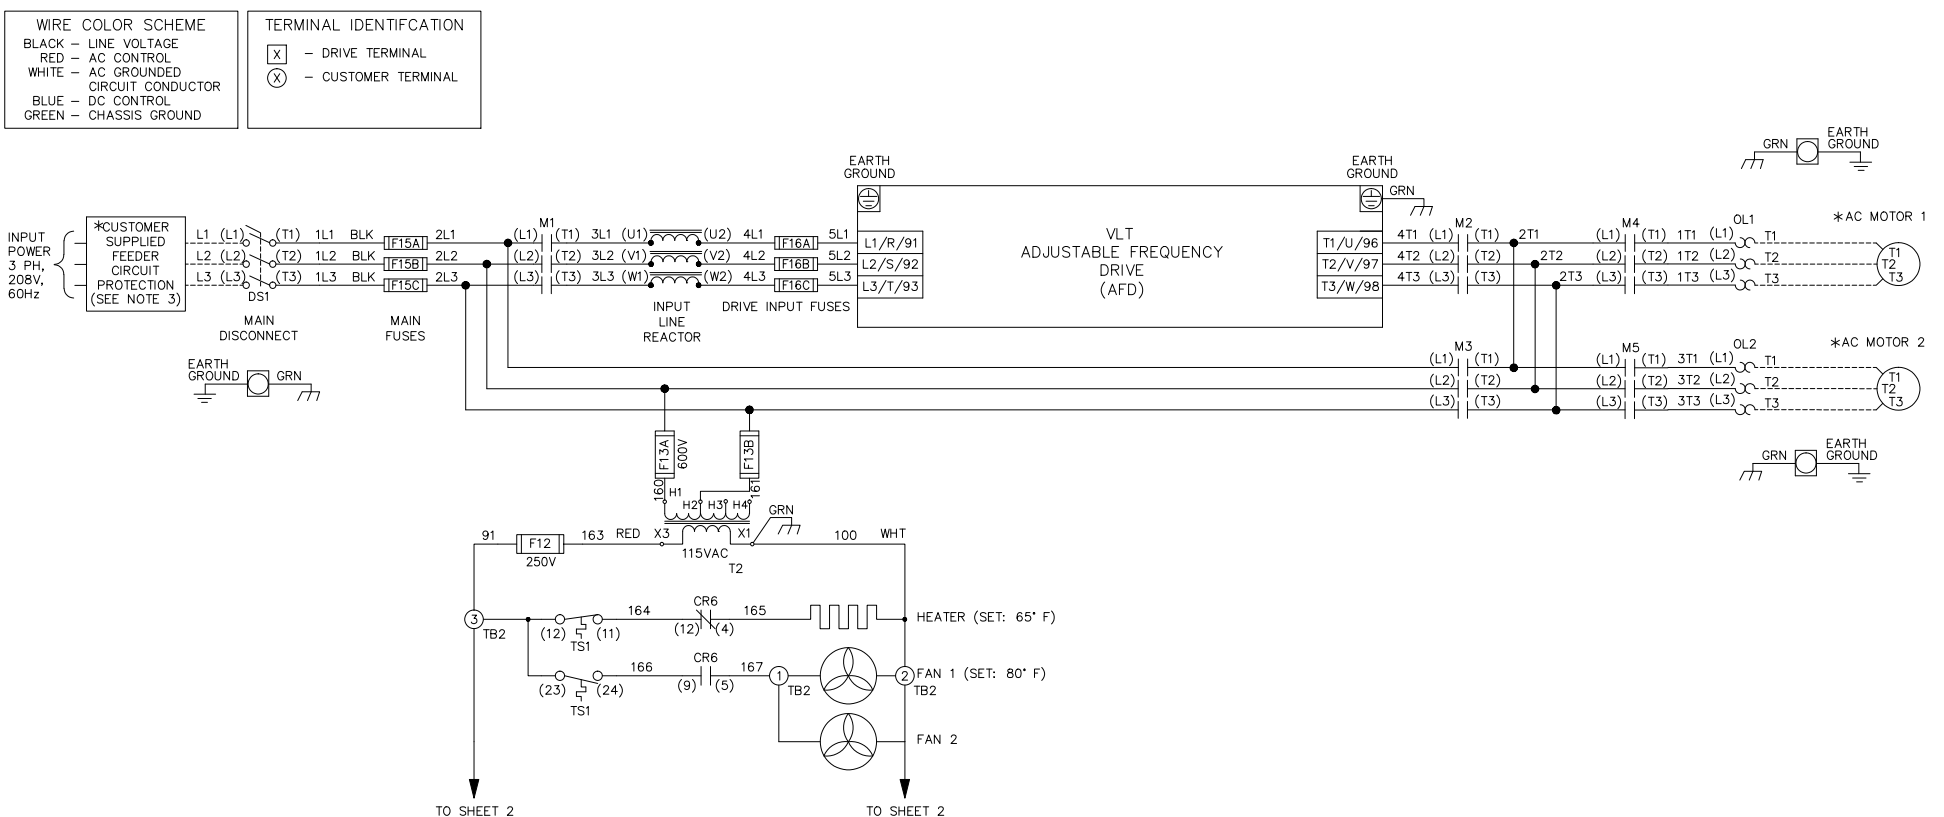 WIRE COLOR SCHEME
BLACK – LINE VOLTAGE
RED – AC CONTROL
WHITE – AC GROUNDED
CIRCUIT CONDUCTOR
BLUE – DC CONTROL
GREEN – CHASSIS GROUND
TERMINAL IDENTIFCATION
X – DRIVE TERMINAL
X – CUSTOMER TERMINAL
INPUT
POWER
3 PH,
208V,
60Hz
*CUSTOMER
SUPPLIED
FEEDER
CIRCUIT
PROTECTION
(SEE NOTE 3)
L1 (L1) (T1) 1L1 BLK F15A 2L1 (L1) M1 (T1) 3L1 (U1) (U2) 4L1 F16A 5L1 L1/R/91
L2 (L2) (T2) 1L2 BLK F15B 2L2 (L2) (T2) 3L2 (V1) (V2) 4L2 F16B 5L2 L2/S/92
L3 (L3) (T3) 1L3 BLK F15C 2L3 (L3) (T3) 3L3 (W1) (W2) 4L3 F16C 5L3 L3/T/93
DS1
MAIN
DISCONNECT
MAIN
FUSES
INPUT
LINE
REACTOR
DRIVE INPUT FUSES
EARTH
GROUND
GRN
EARTH
GROUND
VLT
ADJUSTABLE FREQUENCY
DRIVE
(AFD)
EARTH
GROUND
GRN
GRN
EARTH
GROUND
T1/U/96 4T1 (L1) M2 (T1) 2T1 (L1) M4 (T1) 1T1 (L1) OL1 T1
T2/V/97 4T2 (L2) (T2) 2T2 (L2) (T2) 1T2 (L2) T2
T3/W/98 4T3 (L3) (T3) 2T3 (L3) (T3) 1T3 (L3) T3
*AC MOTOR 1
T1
T2
T3
M3 M5 OL2
(L1) (T1) (L1) (T1) 3T1 (L1) T1
(L2) (T2) (L2) (T2) 3T2 (L2) T2
(L3) (T3) (L3) (T3) 3T3 (L3) T3
*AC MOTOR 2
T1
T2
T3
GRN
EARTH
GROUND
F13A
600V
F13B
160
161
H1
H2 H3 H4
GRN
91 F12 163 RED X3 X1 100 WHT
250V
115VAC
T2
3
TB2
(12) (11)
TS1
164
CR6
(12) (4)
165
HEATER (SET: 65° F)
(23) (24)
TS1
166
CR6
(9) (5)
167
1
TB2
2
TB2
FAN 1 (SET: 80° F)
FAN 2
TO SHEET 2
TO SHEET 2